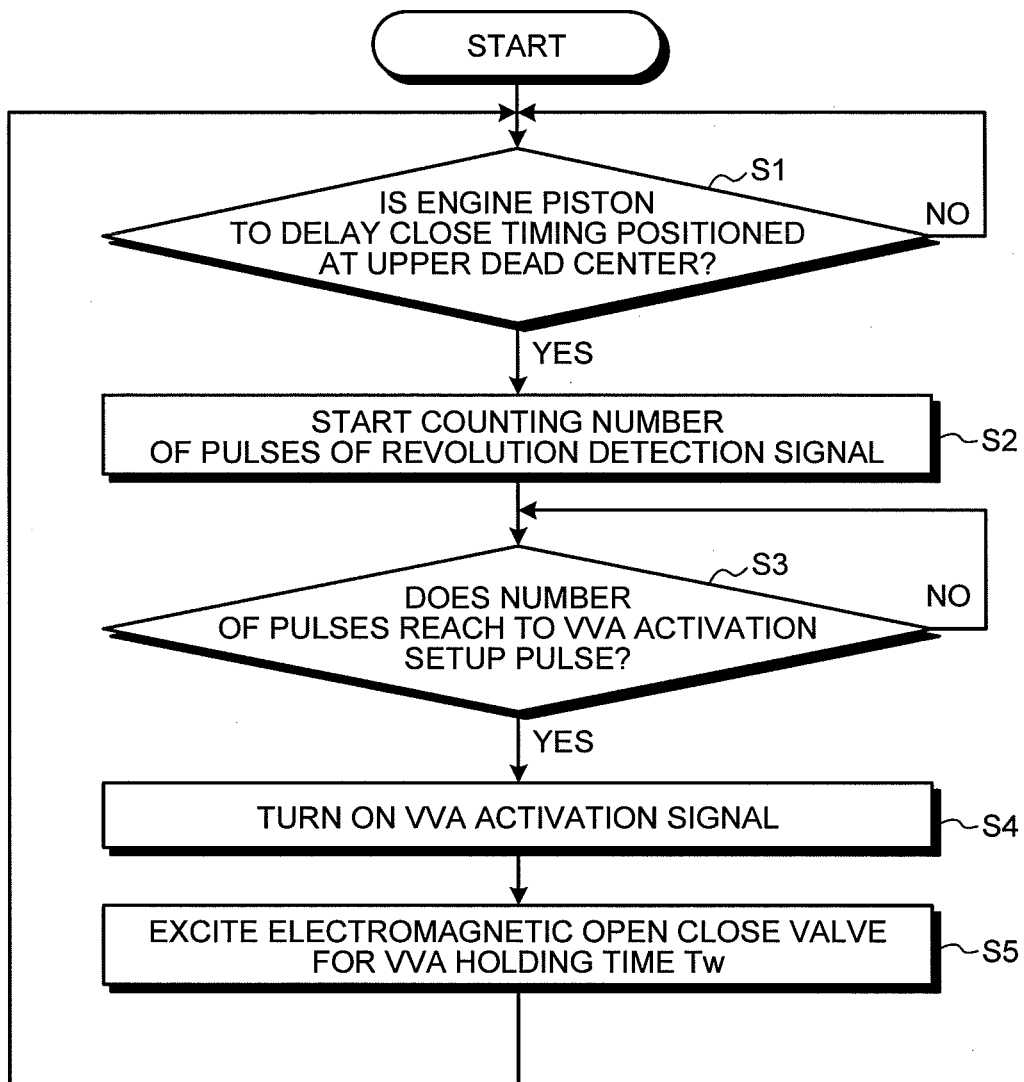 START
S1
IS ENGINE PISTON
TO DELAY CLOSE TIMING POSITIONED
AT UPPER DEAD CENTER?
NO
YES
START COUNTING NUMBER
OF PULSES OF REVOLUTION DETECTION SIGNAL
S2
S3
DOES NUMBER
OF PULSES REACH TO VVA ACTIVATION
SETUP PULSE?
NO
YES
TURN ON VVA ACTIVATION SIGNAL
S4
EXCITE ELECTROMAGNETIC OPEN CLOSE VALVE
FOR VVA HOLDING TIME Tw
S5